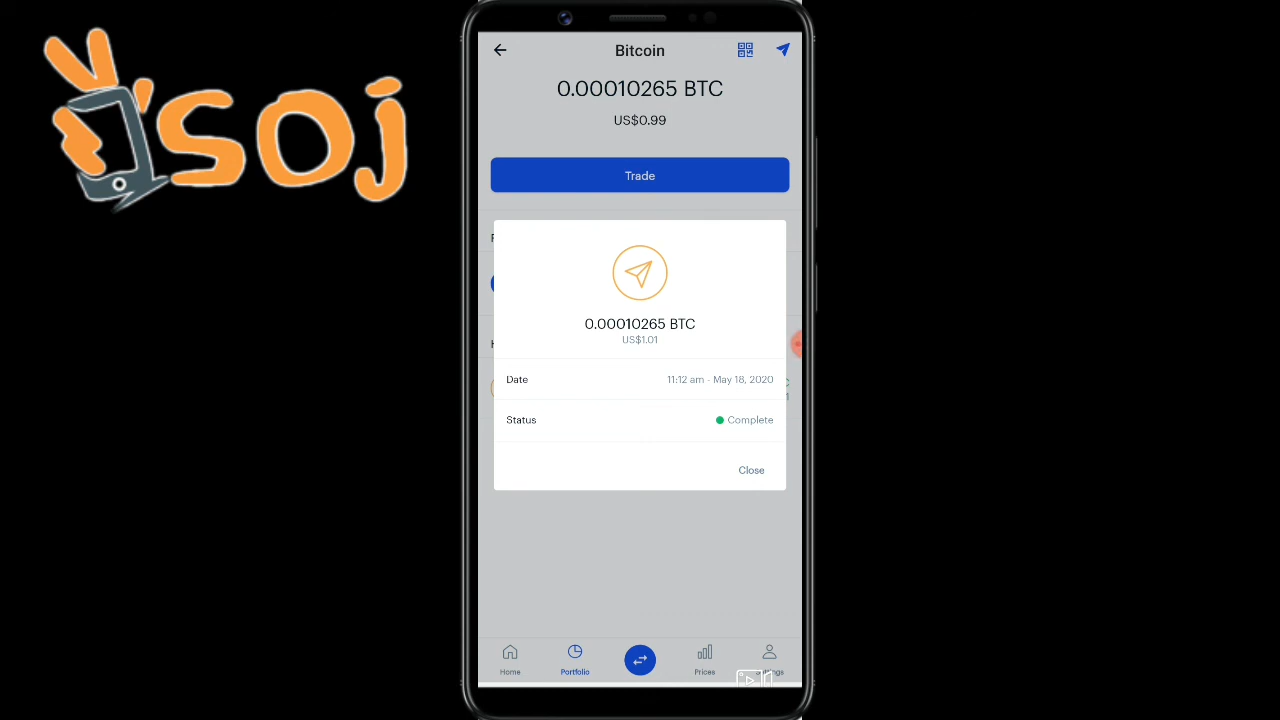 'soj
Bitcoin
0.00010265 BTC
US$0.99
Trade
0.00010265 BTC
US$1.01
Date 11:12 am - May 18, 2020
Status Complete
Close
Home Portfolio Prices